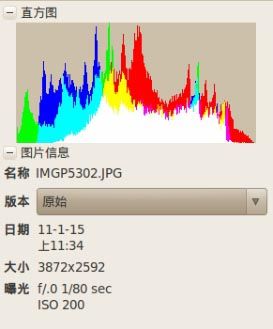 直方图
图片信息
名称 IMGP5302.JPG
版本 原始
日期 11-1-15
上11:34
大小 3872x2592
曝光 f/.0 1/80 sec
ISO 200